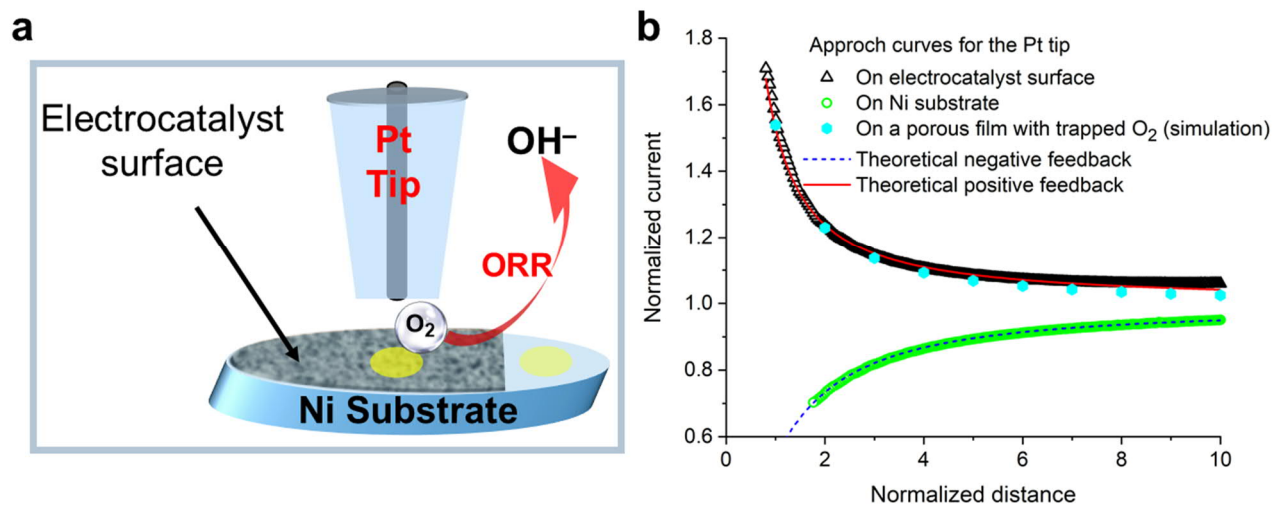 a
Electrocatalyst
surface
Pt
Tip
OH–
ORR
O2
Ni Substrate
b
Approch curves for the Pt tip
On electrocatalyst surface
On Ni substrate
On a porous film with trapped O2 (simulation)
Theoretical negative feedback
Theoretical positive feedback
Normalized current
1.8
1.6
1.4
1.2
1.0
0.8
0.6
0 2 4 6 8 10
Normalized distance